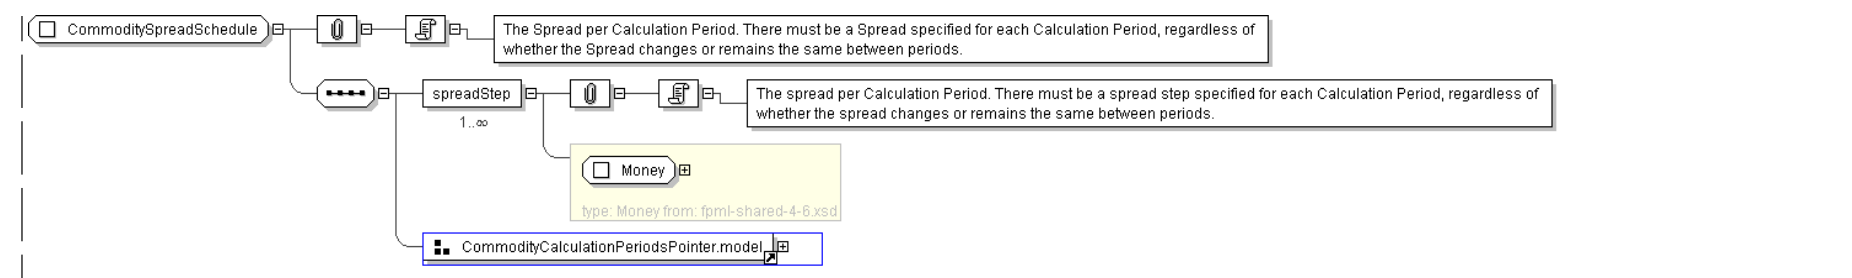 CommoditySpreadSchedule
The Spread per Calculation Period. There must be a Spread specified for each Calculation Period, regardless of
whether the Spread changes or remains the same between periods.
spreadStep
1..∞
The spread per Calculation Period. There must be a spread step specified for each Calculation Period, regardless of
whether the spread changes or remains the same between periods.
Money
type: Money from: fpml-shared-4-6.xsd
CommodityCalculationPeriodsPointer.model